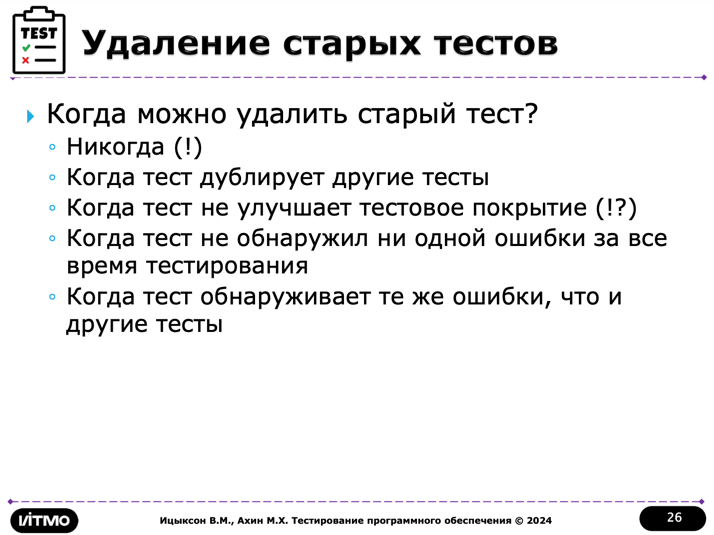 TEST
Удаление старых тестов
Когда можно удалить старый тест?
Никогда (!)
Когда тест дублирует другие тесты
Когда тест не улучшает тестовое покрытие (!?)
Когда тест не обнаружил ни одной ошибки за все
время тестирования
Когда тест обнаруживает те же ошибки, что и
другие тесты
ИТМО
Ицыксон В.М., Ахин М.Х. Тестирование программного обеспечения © 2024
26